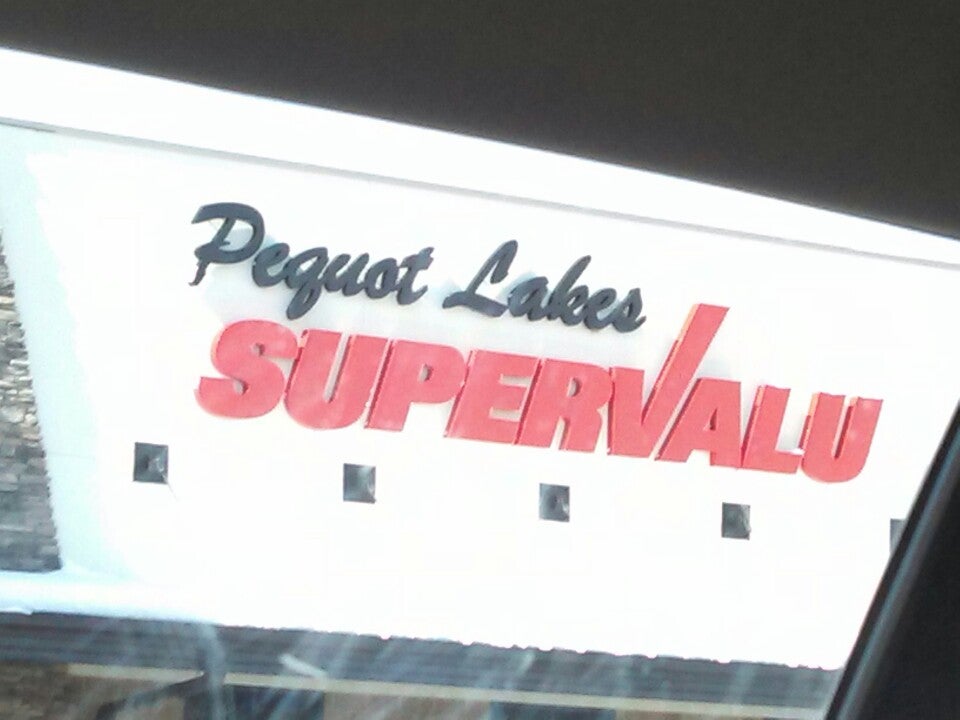 Pequot Lakes
SUPERVALU